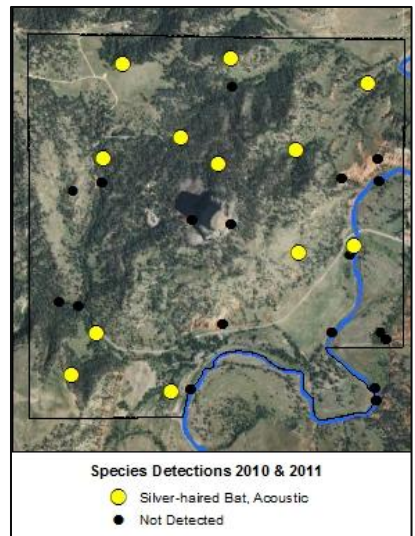 Species Detections 2010 & 2011
Silver-haired Bat, Acoustic
Not Detected